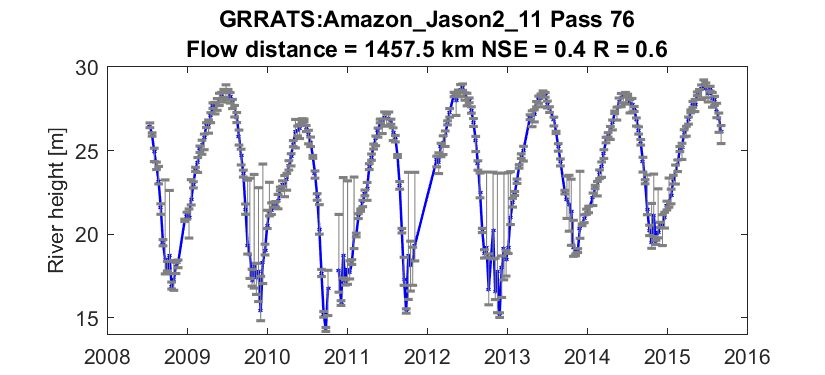 GRRATS:Amazon_Jason2_11 Pass 76
Flow distance = 1457.5 km NSE = 0.4 R = 0.6
30
25
20
15
River height [m]
2008 2009 2010 2011 2012 2013 2014 2015 2016